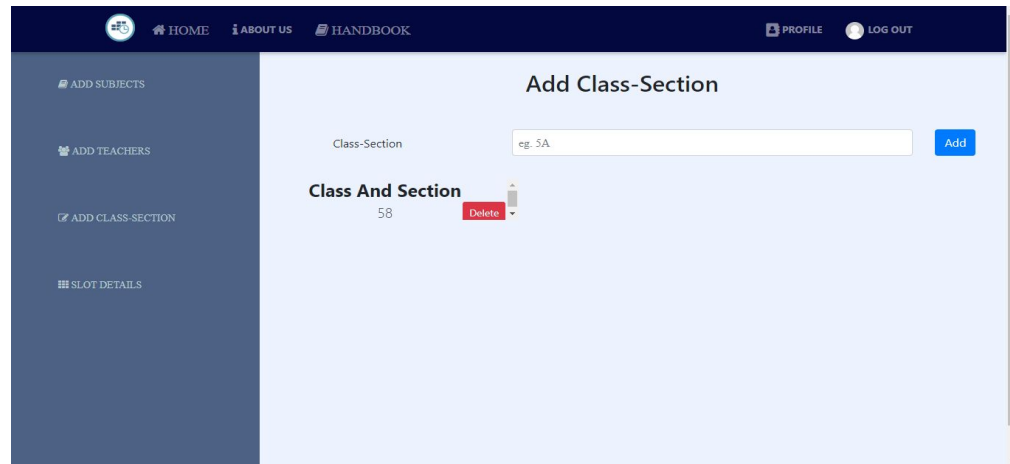 HOME ABOUT US HANDBOOK PROFILE LOG OUT
ADD SUBJECTS
ADD TEACHERS
ADD CLASS-SECTION
SLOT DETAILS
Add Class-Section
Class-Section eg. 5A Add
Class And Section
58 Delete